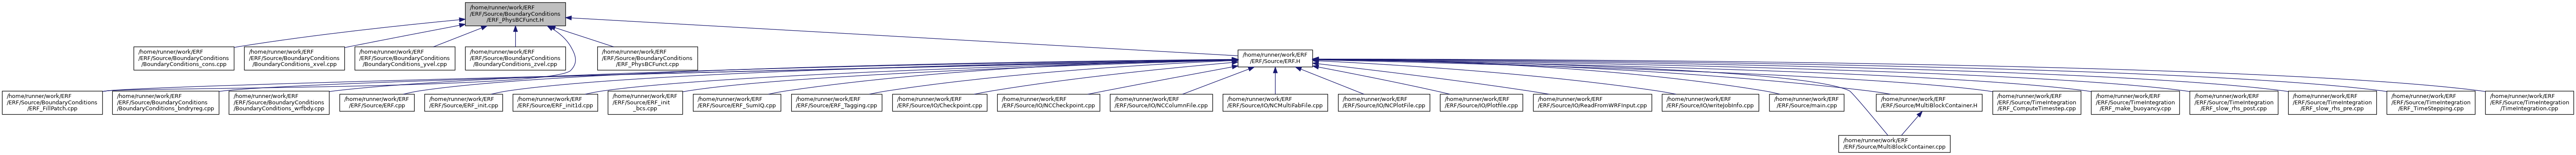 /home/runner/work/ERF
/ERF/Source/BoundaryConditions
/ERF_PhysBCFunct.H
/home/runner/work/ERF
/ERF/Source/BoundaryConditions
/BoundaryConditions_cons.cpp
/home/runner/work/ERF
/ERF/Source/BoundaryConditions
/BoundaryConditions_xvel.cpp
/home/runner/work/ERF
/ERF/Source/BoundaryConditions
/BoundaryConditions_yvel.cpp
/home/runner/work/ERF
/ERF/Source/BoundaryConditions
/BoundaryConditions_zvel.cpp
/home/runner/work/ERF
/ERF/Source/BoundaryConditions
/ERF_PhysBCFunct.cpp
/home/runner/work/ERF
/ERF/Source/ERF.H
/home/runner/work/ERF
/ERF/Source/BoundaryConditions
/ERF_FillPatch.cpp
/home/runner/work/ERF
/ERF/Source/BoundaryConditions
/BoundaryConditions_bndryreg.cpp
/home/runner/work/ERF
/ERF/Source/BoundaryConditions
/BoundaryConditions_wrfbdy.cpp
/home/runner/work/ERF
/ERF/Source/ERF.cpp
/home/runner/work/ERF
/ERF/Source/ERF_init.cpp
/home/runner/work/ERF
/ERF/Source/ERF_init1d.cpp
/home/runner/work/ERF
/ERF/Source/ERF_init
_bcs.cpp
/home/runner/work/ERF
/ERF/Source/ERF_SumIQ.cpp
/home/runner/work/ERF
/ERF/Source/ERF_Tagging.cpp
/home/runner/work/ERF
/ERF/Source/IO/Checkpoint.cpp
/home/runner/work/ERF
/ERF/Source/IO/NCCheckpoint.cpp
/home/runner/work/ERF
/ERF/Source/IO/NCColumnFile.cpp
/home/runner/work/ERF
/ERF/Source/IO/NCMultiFabFile.cpp
/home/runner/work/ERF
/ERF/Source/IO/NCPlotFile.cpp
/home/runner/work/ERF
/ERF/Source/IO/Plotfile.cpp
/home/runner/work/ERF
/ERF/Source/IO/ReadFromWRFInput.cpp
/home/runner/work/ERF
/ERF/Source/IO/writeJobInfo.cpp
/home/runner/work/ERF
/ERF/Source/main.cpp
/home/runner/work/ERF
/ERF/Source/MultiBlockContainer.H
/home/runner/work/ERF
/ERF/Source/TimeIntegration
/ERF_ComputeTimestep.cpp
/home/runner/work/ERF
/ERF/Source/TimeIntegration
/ERF_make_buoyancy.cpp
/home/runner/work/ERF
/ERF/Source/TimeIntegration
/ERF_slow_rhs_post.cpp
/home/runner/work/ERF
/ERF/Source/TimeIntegration
/ERF_slow_rhs_pre.cpp
/home/runner/work/ERF
/ERF/Source/TimeIntegration
/ERF_TimeStepping.cpp
/home/runner/work/ERF
/ERF/Source/TimeIntegration
/TimeIntegration.cpp
/home/runner/work/ERF
/ERF/Source/MultiBlockContainer.cpp